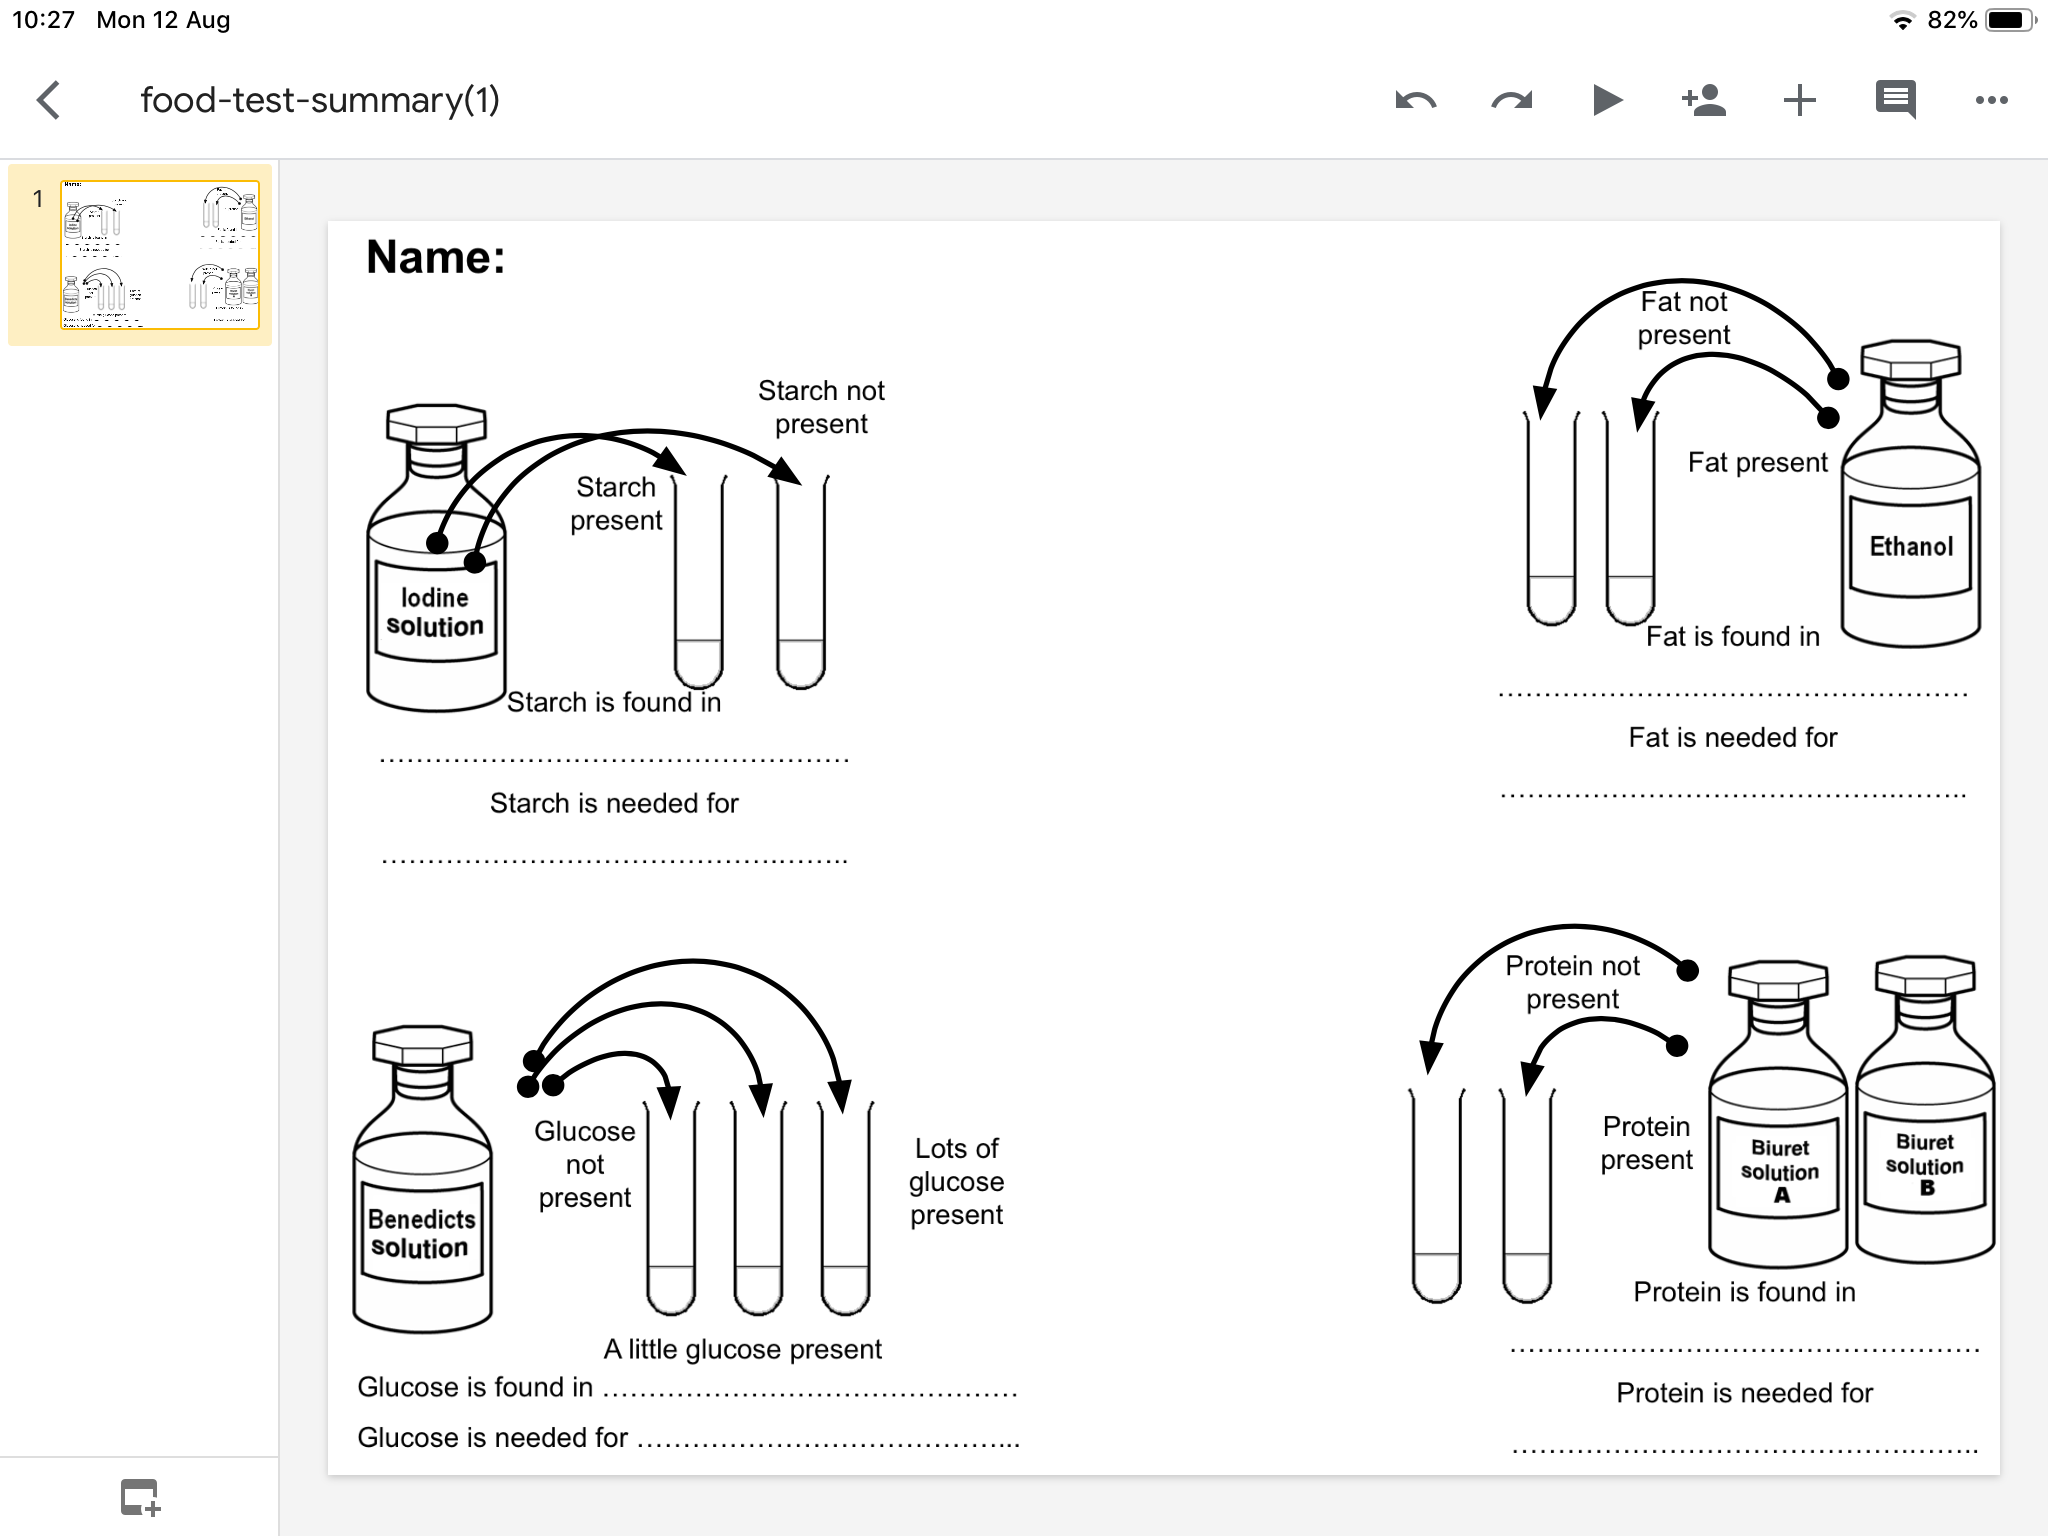 10:27 Mon 12 Aug 82%
food-test-summary(1)
1
Name:
Starch not
present
Starch
present
Iodine
solution
Starch is found in
……………………………………………
Starch is needed for
……………………………………..……..
Fat not
present
Fat present
Ethanol
Fat is found in
……………………………………………
Fat is needed for
……………………………………..……..
Glucose
not
present
Lots of
glucose
present
Benedicts
solution
A little glucose present
Glucose is found in ………………………………………
Glucose is needed for …………………………………...
Protein not
present
Protein
present
Biuret
solution
A
Biuret
solution
B
Protein is found in
……………………………………………
Protein is needed for
……………………………………..……..